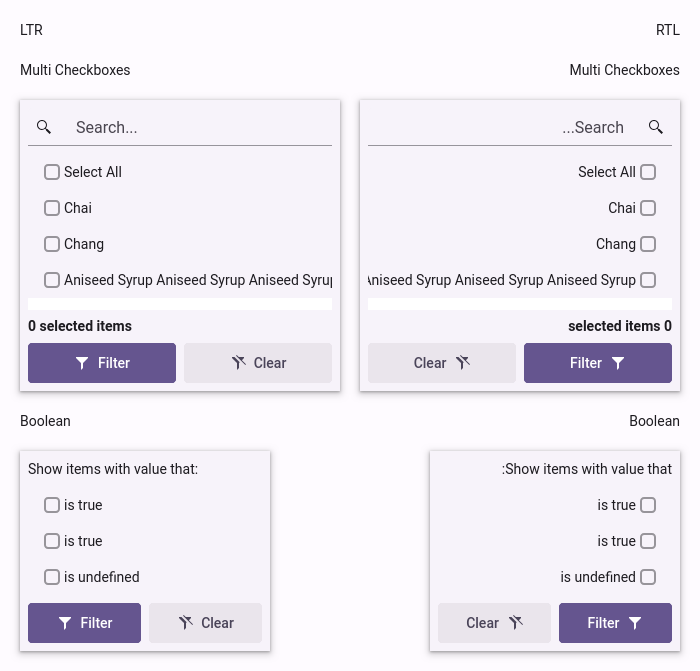 LTR
RTL
Multi Checkboxes
Multi Checkboxes
Search...
Select All
Chai
Chang
Aniseed Syrup Aniseed Syrup Aniseed Syrup
0 selected items
Filter
Clear
...Search
Select All
Chai
Chang
Aniseed Syrup Aniseed Syrup Aniseed Syrup
selected items 0
Clear
Filter
Boolean
Boolean
Show items with value that:
is true
is true
is undefined
Filter
Clear
:Show items with value that
is true
is true
is undefined
Clear
Filter